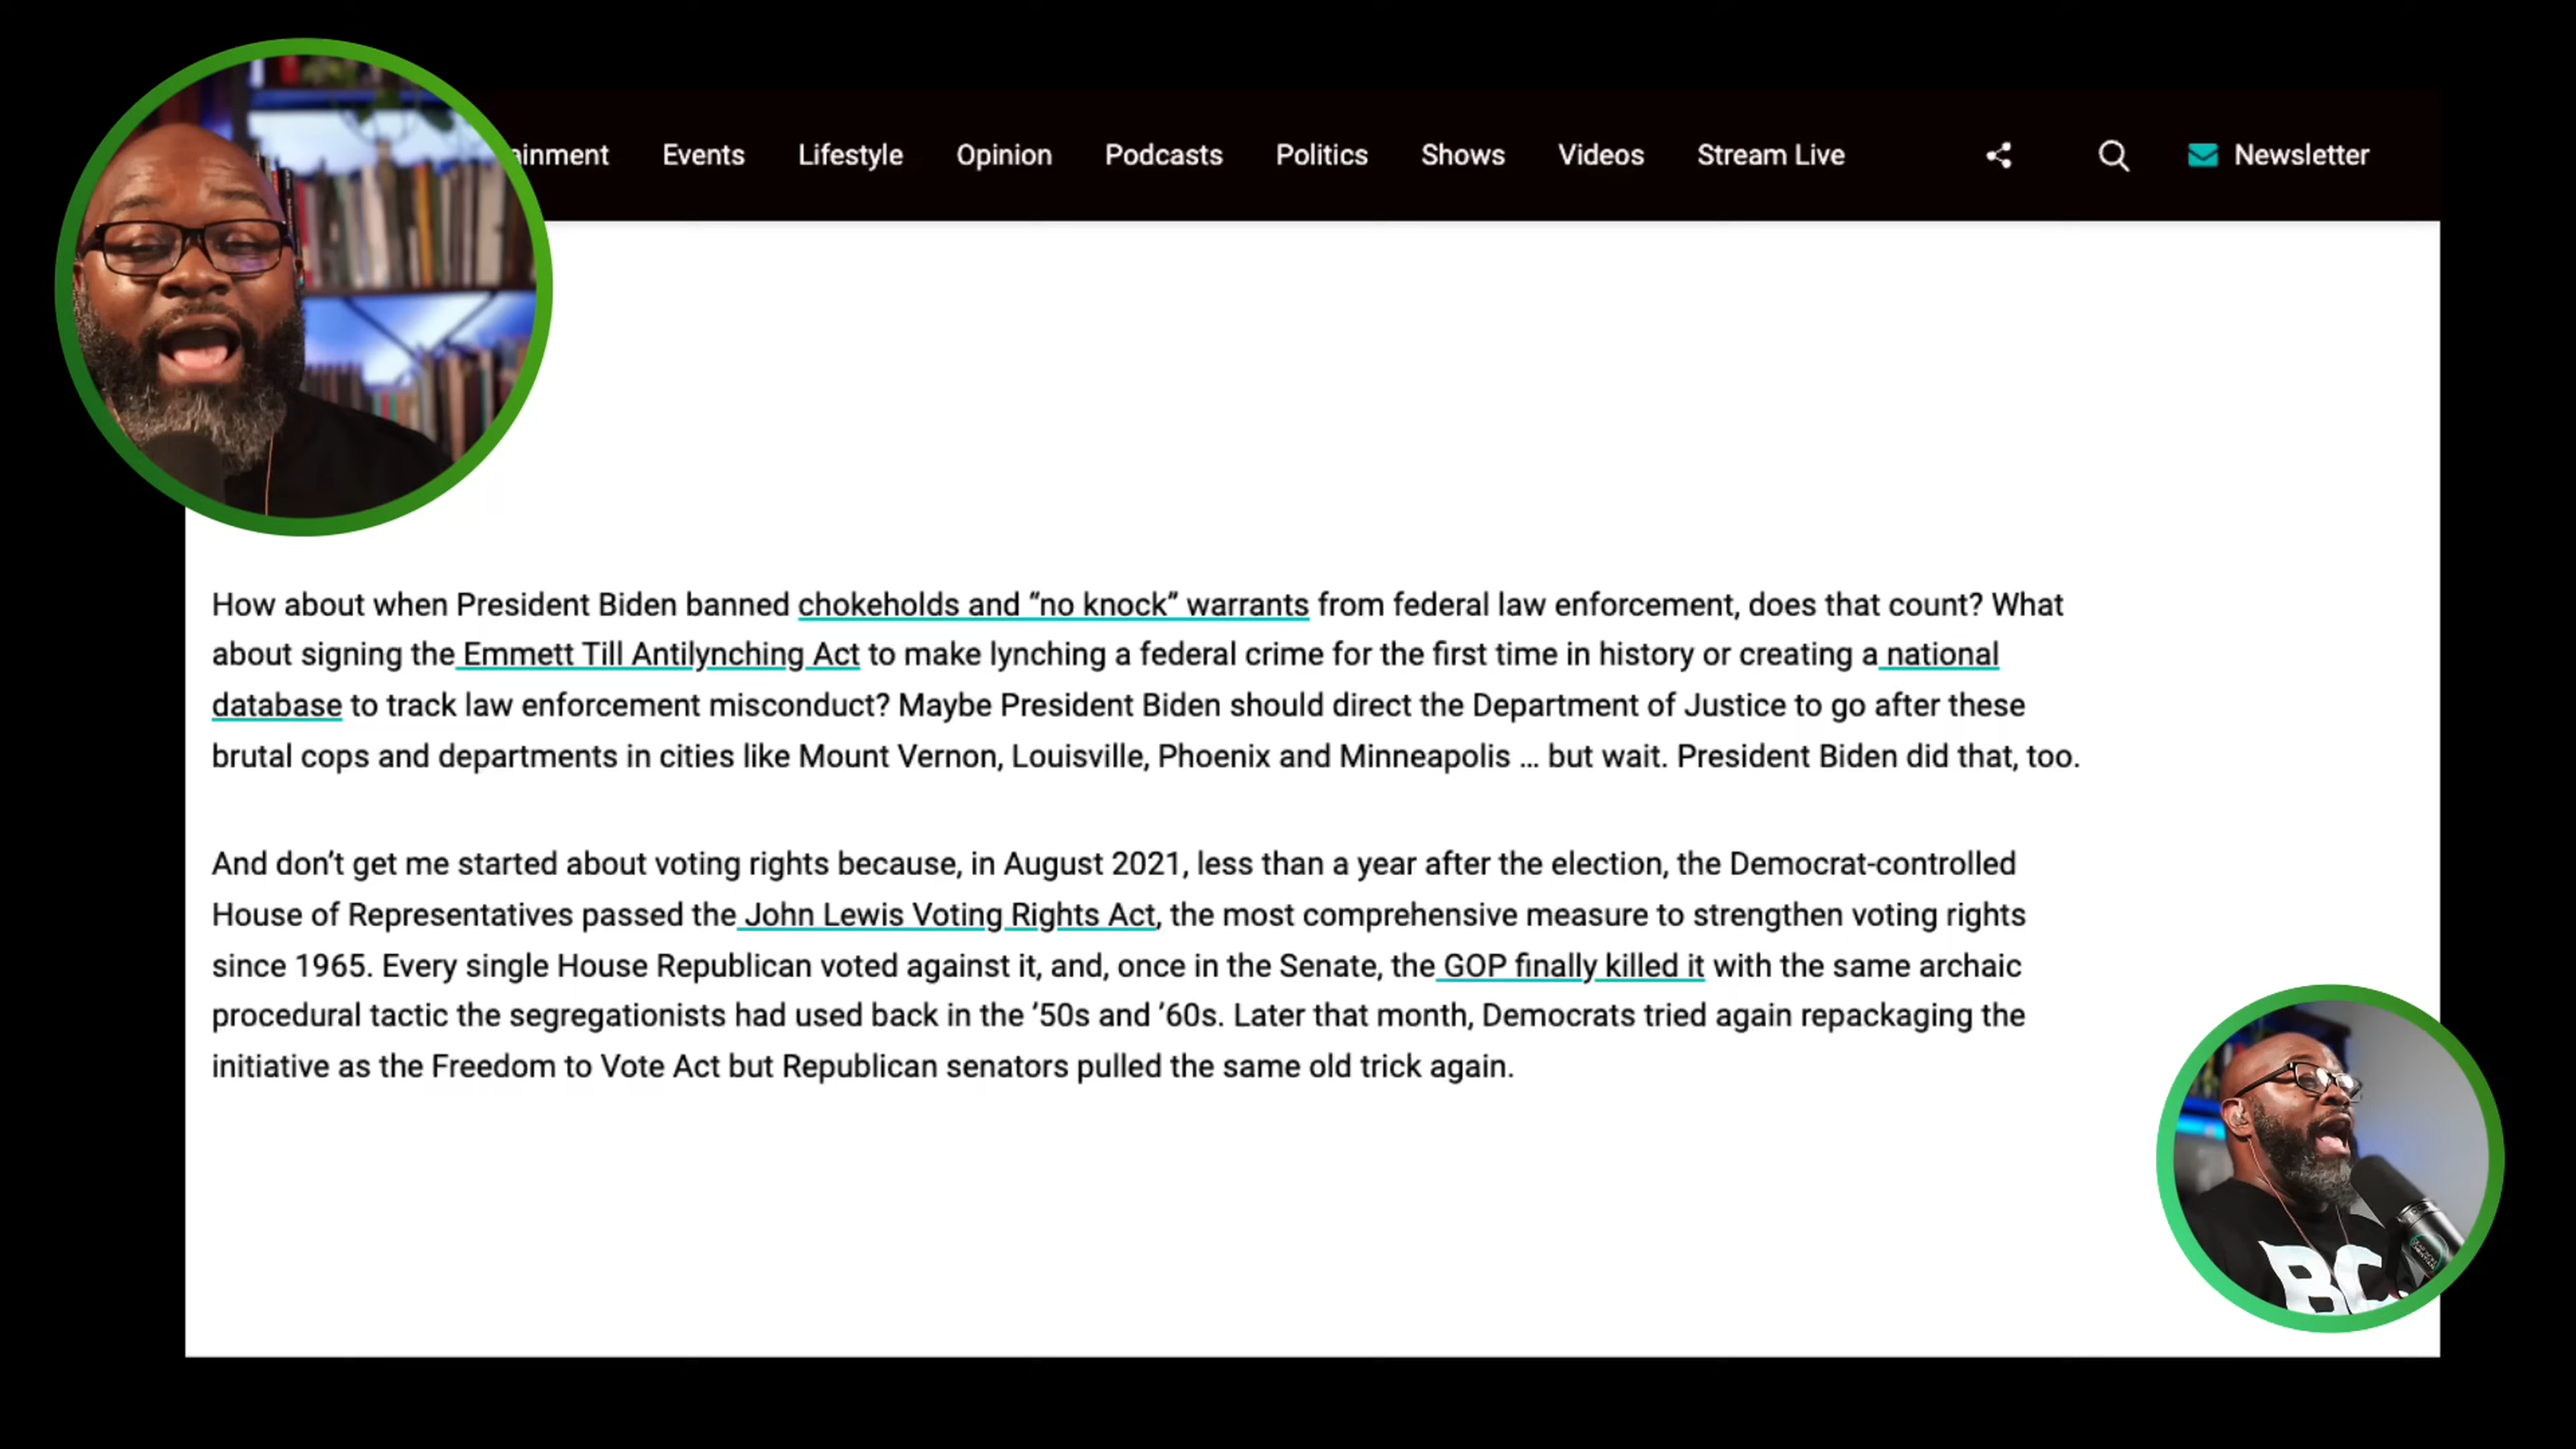 ainment Events Lifestyle Opinion Podcasts Politics Shows Videos Stream Live Newsletter
How about when President Biden banned chokeholds and “no knock” warrants from federal law enforcement, does that count? What
about signing the Emmett Till Antilynching Act to make lynching a federal crime for the first time in history or creating a national
database to track law enforcement misconduct? Maybe President Biden should direct the Department of Justice to go after these
brutal cops and departments in cities like Mount Vernon, Louisville, Phoenix and Minneapolis … but wait. President Biden did that, too.
And don’t get me started about voting rights because, in August 2021, less than a year after the election, the Democrat-controlled
House of Representatives passed the John Lewis Voting Rights Act, the most comprehensive measure to strengthen voting rights
since 1965. Every single House Republican voted against it, and, once in the Senate, the GOP finally killed it with the same archaic
procedural tactic the segregationists had used back in the ’50s and ’60s. Later that month, Democrats tried again repackaging the
initiative as the Freedom to Vote Act but Republican senators pulled the same old trick again.
BC